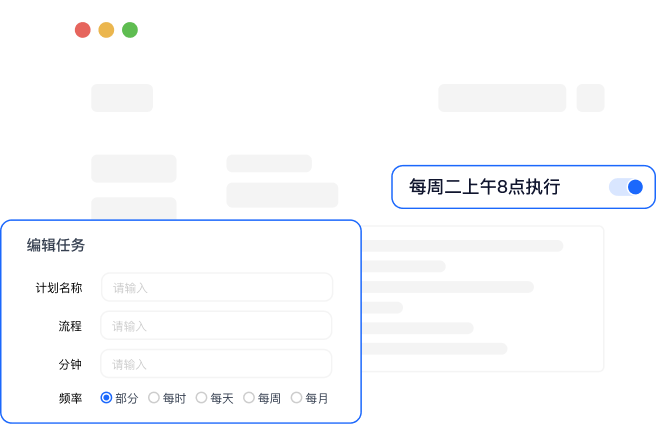 每周二上午8点执行
编辑任务
计划名称 请输入
流程 请输入
分钟 请输入
频率 部分 每时 每天 每周 每月